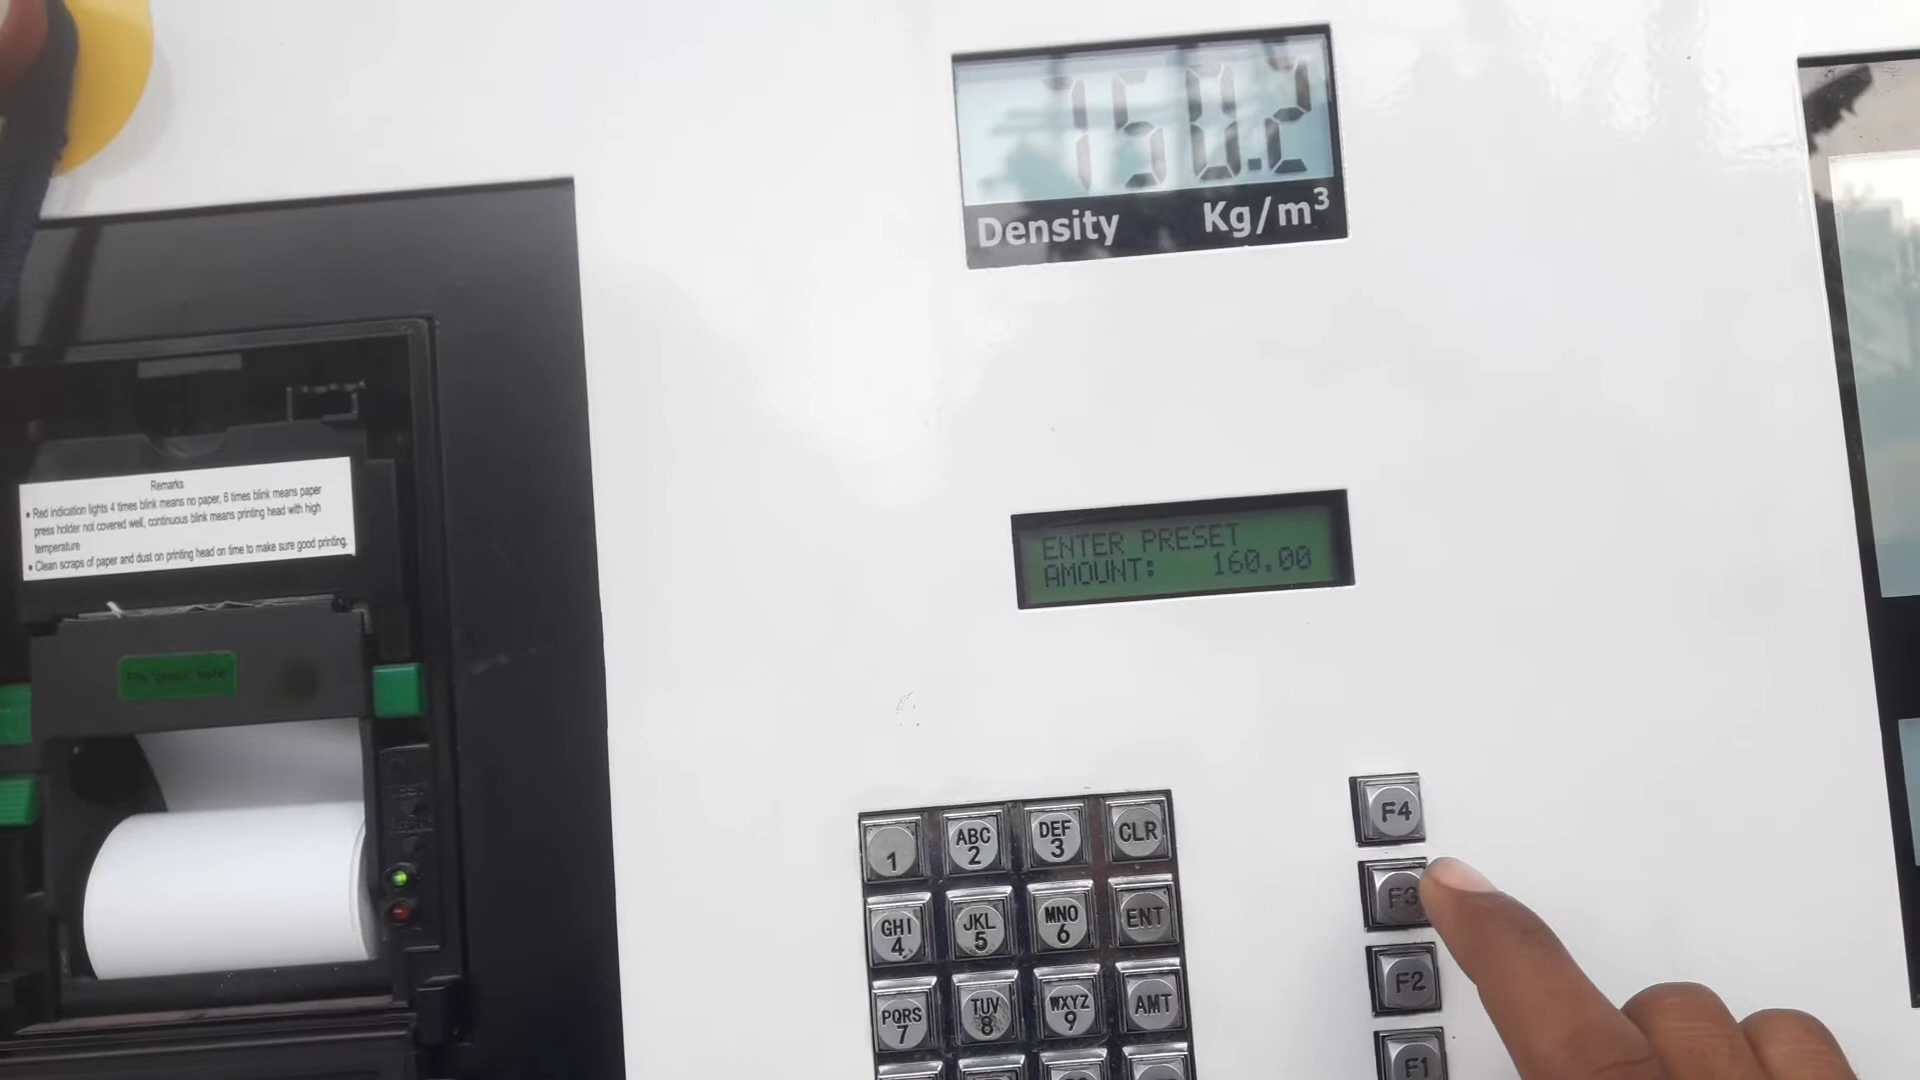 750.2
Density Kg/m³
Remarks
• Red indication lights 4 times blink means no paper, 6 times blink means paper
press holder not covered well, continuous blink means printing head with high
temperature
• Clean scraps of paper and dust on printing head on time to make sure good printing.
ENTER PRESET
AMOUNT: 160.00
1
ABC 2
DEF 3
CLR
GHI 4
JKL 5
MNO 6
ENT
PQRS 7
TUV 8
WXYZ 9
AMT
F4
F3
F2
F1